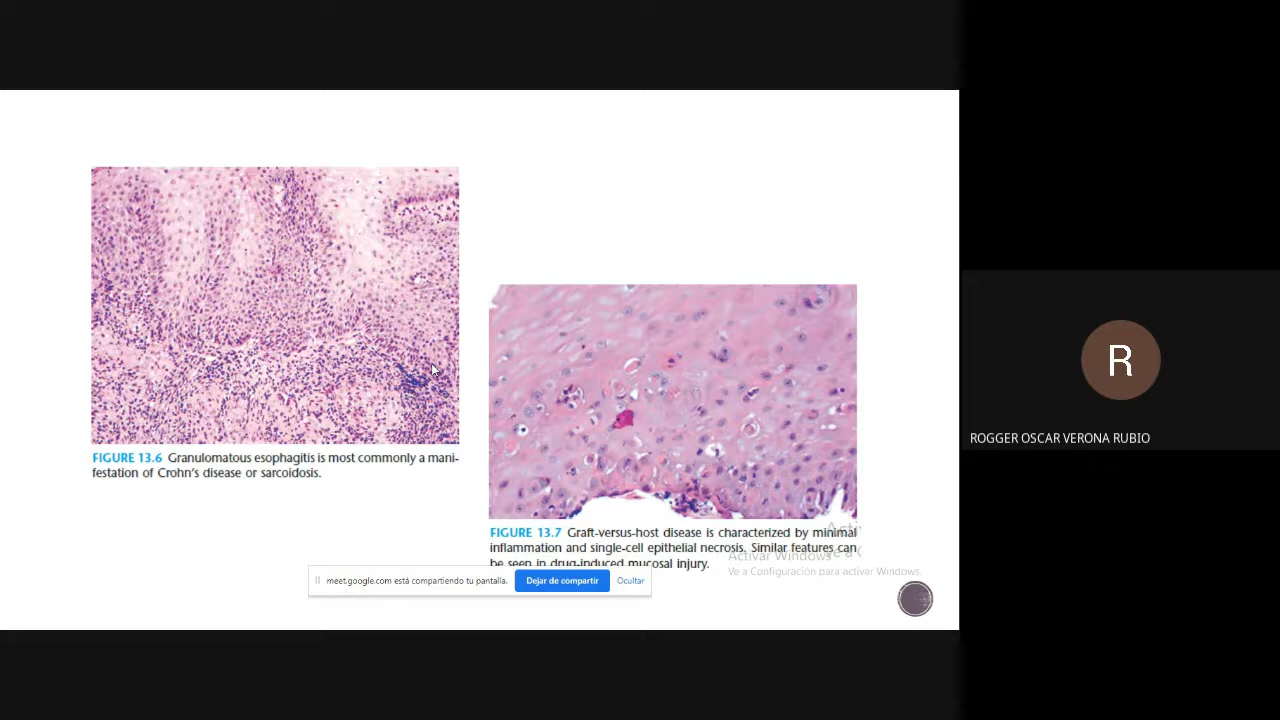 FIGURE 13.6 Granulomatous esophagitis is most commonly a mani-
festation of Crohn's disease or sarcoidosis.
FIGURE 13.7 Graft-versus-host disease is characterized by minimal
inflammation and single-cell epithelial necrosis. Similar features can
be seen in drug-induced mucosal injury.
Activar Windows
Ve a Configuración para activar Windows.
meet.google.com está compartiendo tu pantalla.
Dejar de compartir
Ocultar
R
ROGGER OSCAR VERONA RUBIO